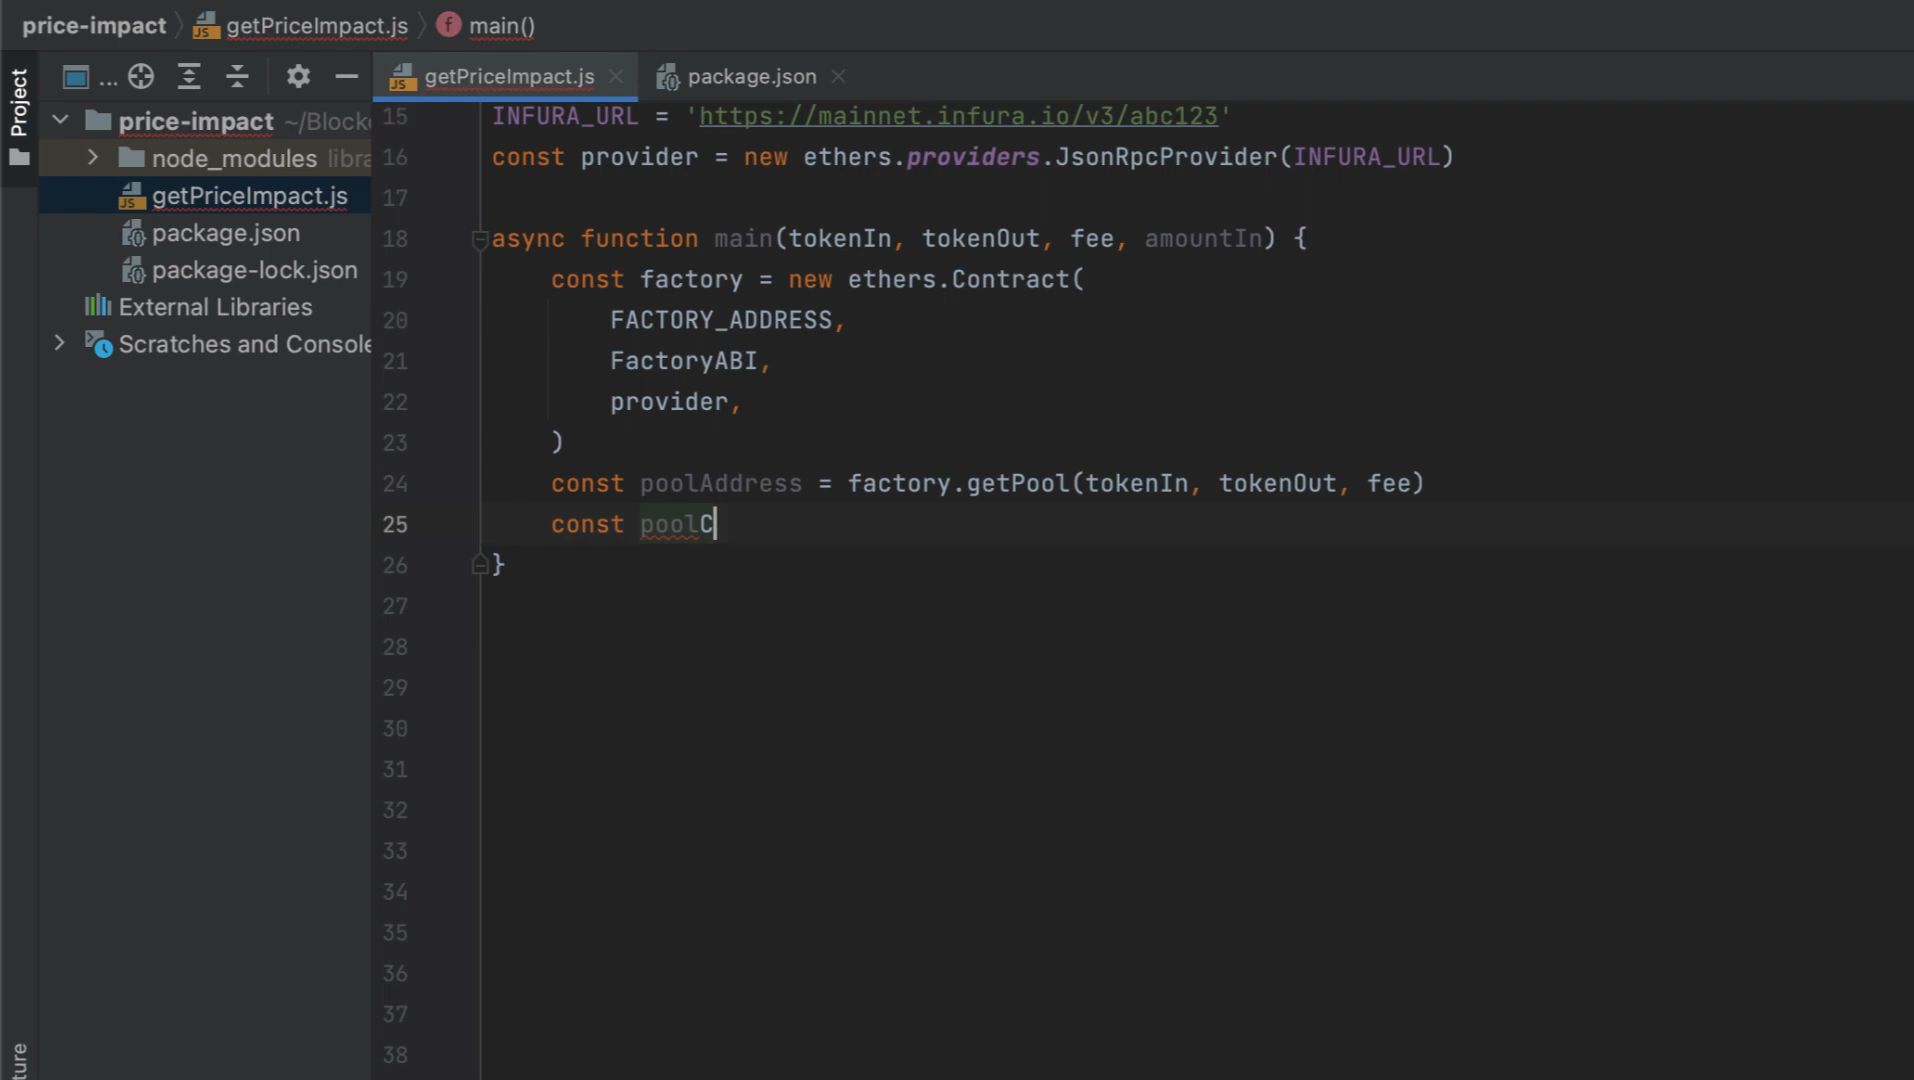 price-impact getPriceImpact.js f main()
Project
... getPriceImpact.js package.json
price-impact ~/Block
node_modules libra
getPriceImpact.js
package.json
package-lock.json
External Libraries
Scratches and Console
15 INFURA_URL = 'https://mainnet.infura.io/v3/abc123'
16 const provider = new ethers.providers.JsonRpcProvider(INFURA_URL)
17
18 async function main(tokenIn, tokenOut, fee, amountIn) {
19 const factory = new ethers.Contract(
20 FACTORY_ADDRESS,
21 FactoryABI,
22 provider,
23 )
24 const poolAddress = factory.getPool(tokenIn, tokenOut, fee)
25 const poolC
26 }
27
28
29
30
31
32
33
34
35
36
37
38
ture